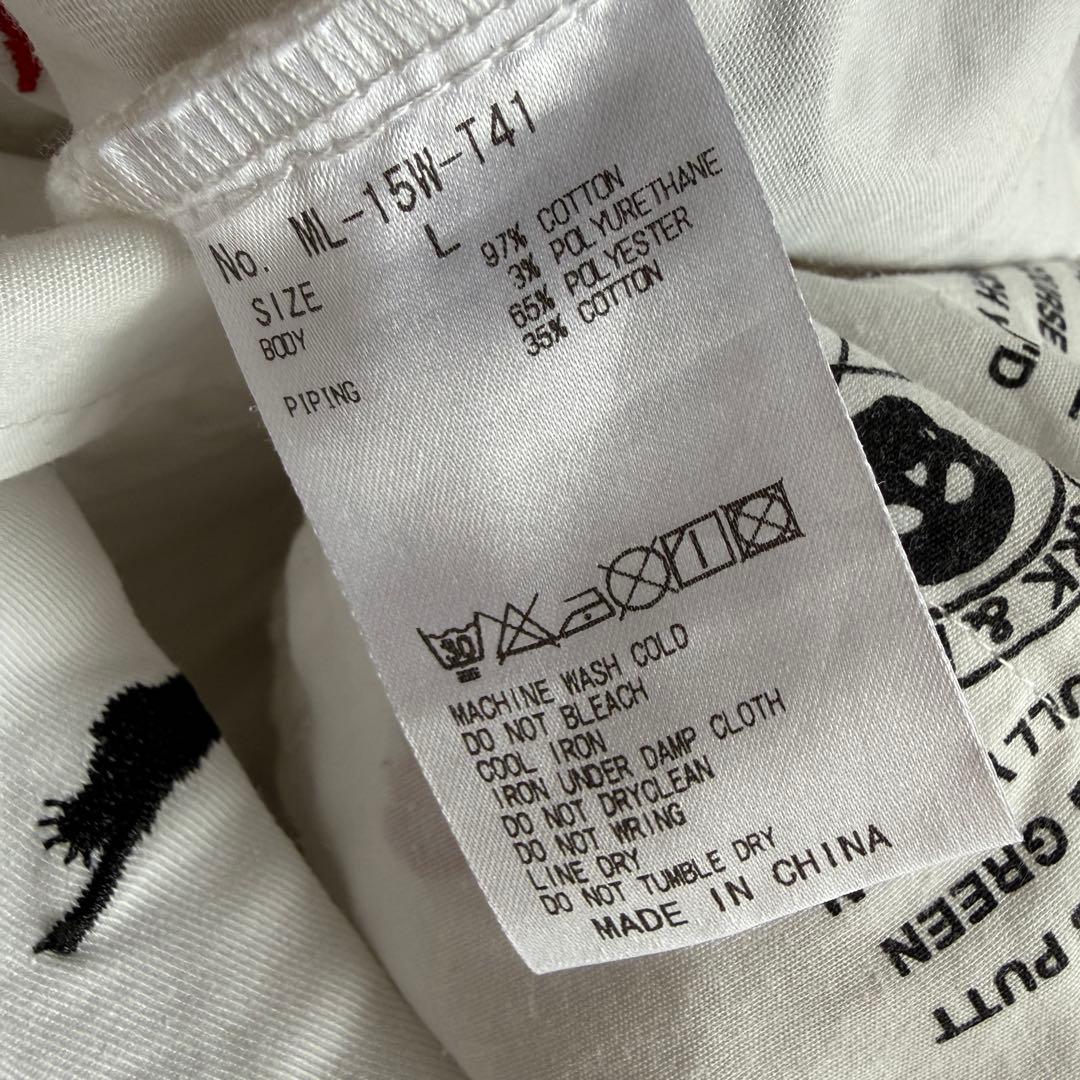 No. ML-15W-T41
SIZE L
BODY 97% COTTON
3% POLYURETHANE
PIPING 65% POLYESTER
35% COTTON
30
MACHINE WASH COLD
DO NOT BLEACH
COOL IRON
IRON UNDER DAMP CLOTH
DO NOT DRYCLEAN
DO NOT WRING
LINE DRY
DO NOT TUMBLE DRY
MADE IN CHINA
&
GREEN
PUTT